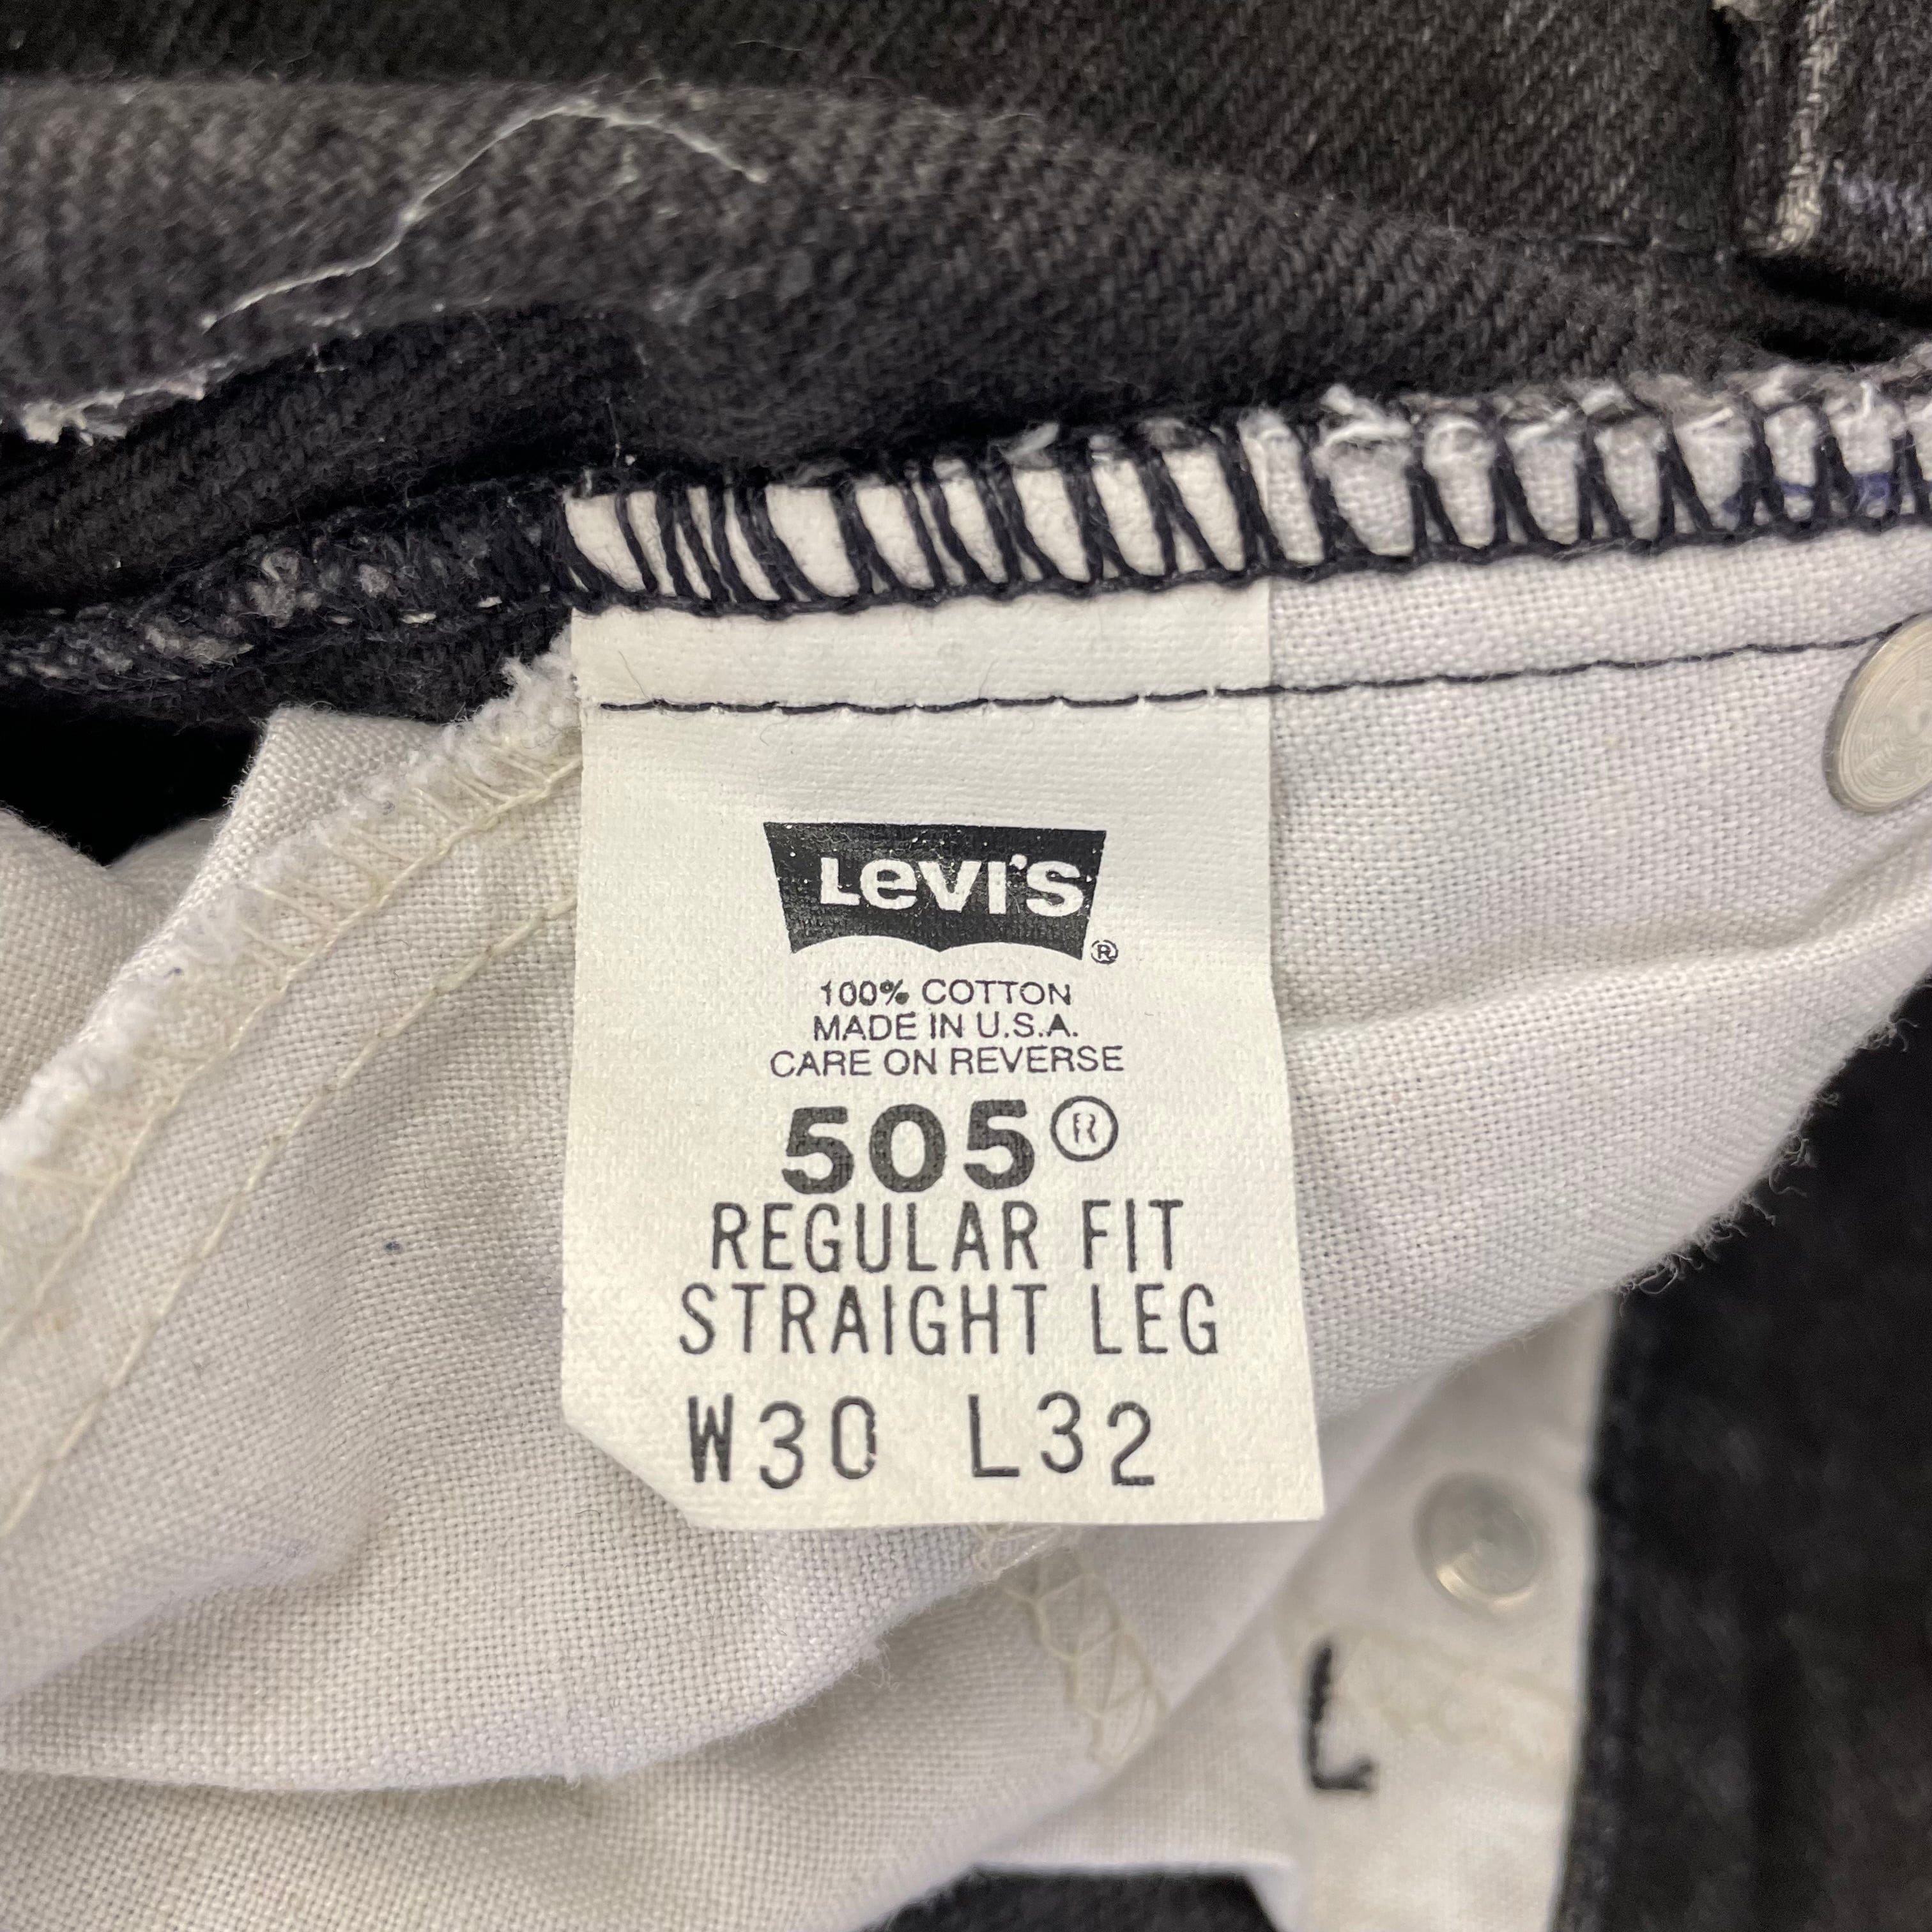 LEVI'S®
100% COTTON
MADE IN U.S.A.
CARE ON REVERSE
505®
REGULAR FIT
STRAIGHT LEG
W30 L32
L